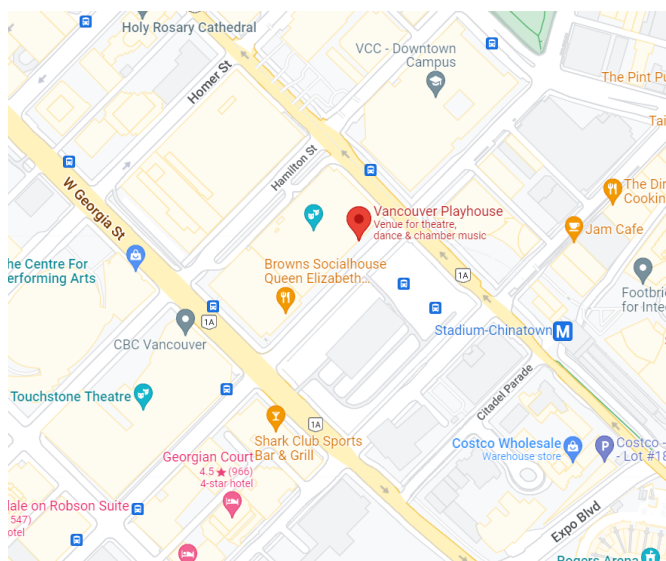 Holy Rosary Cathedral
VCC - Downtown
Campus
The Pint Pu
Homer St
Tai
Hamilton St
W Georgia St
The Din
Cooking
Vancouver Playhouse
Venue for theatre,
dance & chamber music
Jam Cafe
he Centre For
erforming Arts
Browns Socialhouse
Queen Elizabeth...
1A
Footbri
for Inte
1A
CBC Vancouver
Stadium-Chinatown
M
Touchstone Theatre
Citadel Parade
1A
Shark Club Sports
Bar & Grill
Costco Wholesale
Warehouse store
P
Costco -
- Lot #18
Georgian Court
4.5★(966)
4-star hotel
dale on Robson Suite
547)
otel
Expo Blvd
Rogers Arena